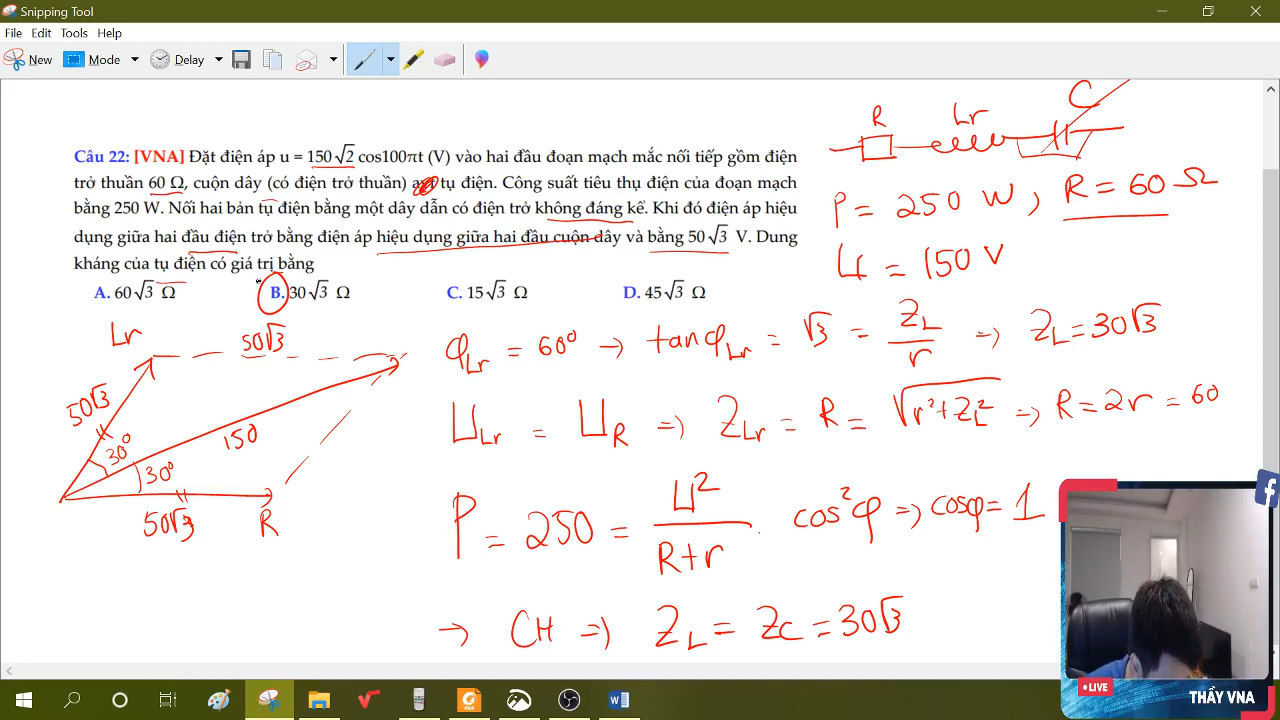 Snipping Tool
File Edit Tools Help
New Mode Delay
Câu 22: [VNA] Đặt điện áp u = 150√2 cos100πt (V) vào hai đầu đoạn mạch mắc nối tiếp gồm điện
trở thuần 60 Ω, cuộn dây (có điện trở thuần) tụ điện. Công suất tiêu thụ điện của đoạn mạch
bằng 250 W. Nối hai bản tụ điện bằng một dây dẫn có điện trở không đáng kể. Khi đó điện áp hiệu
dụng giữa hai đầu điện trở bằng điện áp hiệu dụng giữa hai đầu cuộn dây và bằng 50√3 V. Dung
kháng của tụ điện có giá trị bằng
A. 60√3 Ω B. 30√3 Ω C. 15√3 Ω D. 45√3 Ω
R Lr C
P = 250 W ; R = 60 Ω
U = 150 V
Lr 50√3
50√3 30° 150
30°
50√3 R
φLr = 60° → tanφLr = √3 = ZL/r => ZL = 30√3
ULr = UR => ZLr = R = √(r²+ZL²) => R = 2r = 60
P = 250 = U²/(R+r) . cos²φ => cosφ = 1
→ CH => ZL = ZC = 30√3
LIVE
THẦY VNA